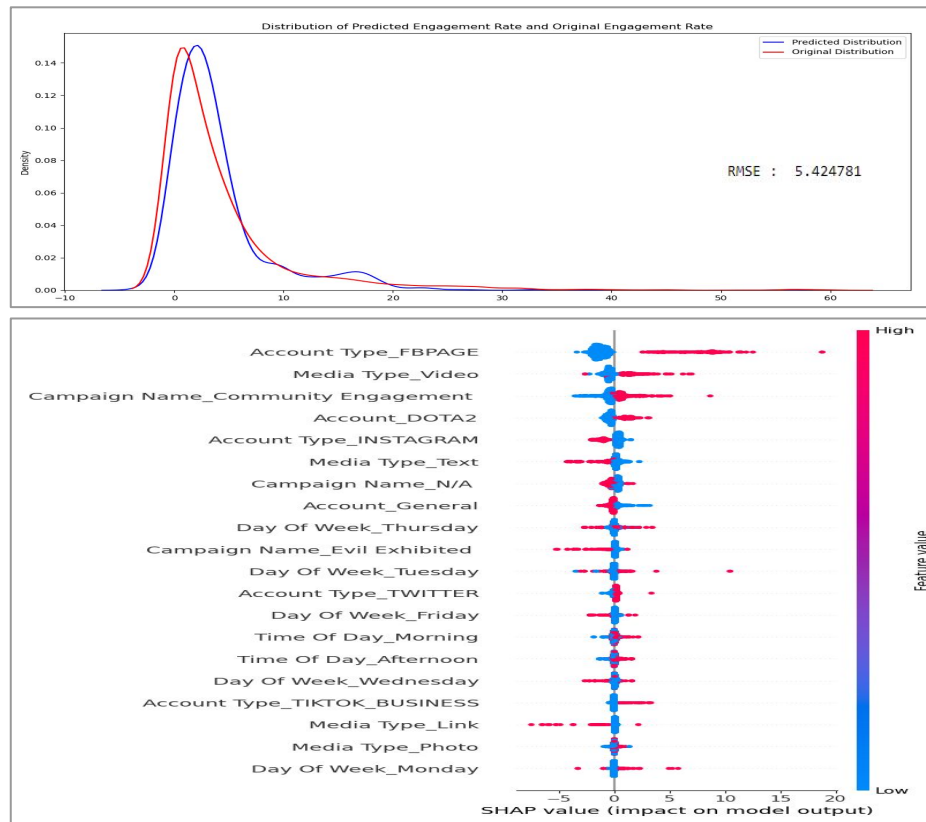 Distribution of Predicted Engagement Rate and Original Engagement Rate
Predicted Distribution
Original Distribution
0.14
0.12
0.10
0.08
0.06
0.04
0.02
0.00
Density
RMSE : 5.424781
−10 0 10 20 30 40 50 60
High
Account Type_FBPAGE
Media Type_Video
Campaign Name_Community Engagement
Account_DOTA2
Account Type_INSTAGRAM
Media Type_Text
Campaign Name_N/A
Account_General
Day Of Week_Thursday
Campaign Name_Evil Exhibited
Day Of Week_Tuesday
Account Type_TWITTER
Day Of Week_Friday
Time Of Day_Morning
Time Of Day_Afternoon
Day Of Week_Wednesday
Account Type_TIKTOK_BUSINESS
Media Type_Link
Media Type_Photo
Day Of Week_Monday
Feature value
Low
−5 0 5 10 15 20
SHAP value (impact on model output)